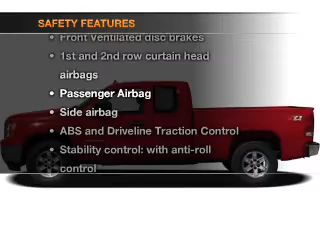 SAFETY FEATURES
• Front Ventilated disc brakes
• 1st and 2nd row curtain head
airbags
• Passenger Airbag
• Side airbag
• ABS and Driveline Traction Control
• Stability control: with anti-roll
control